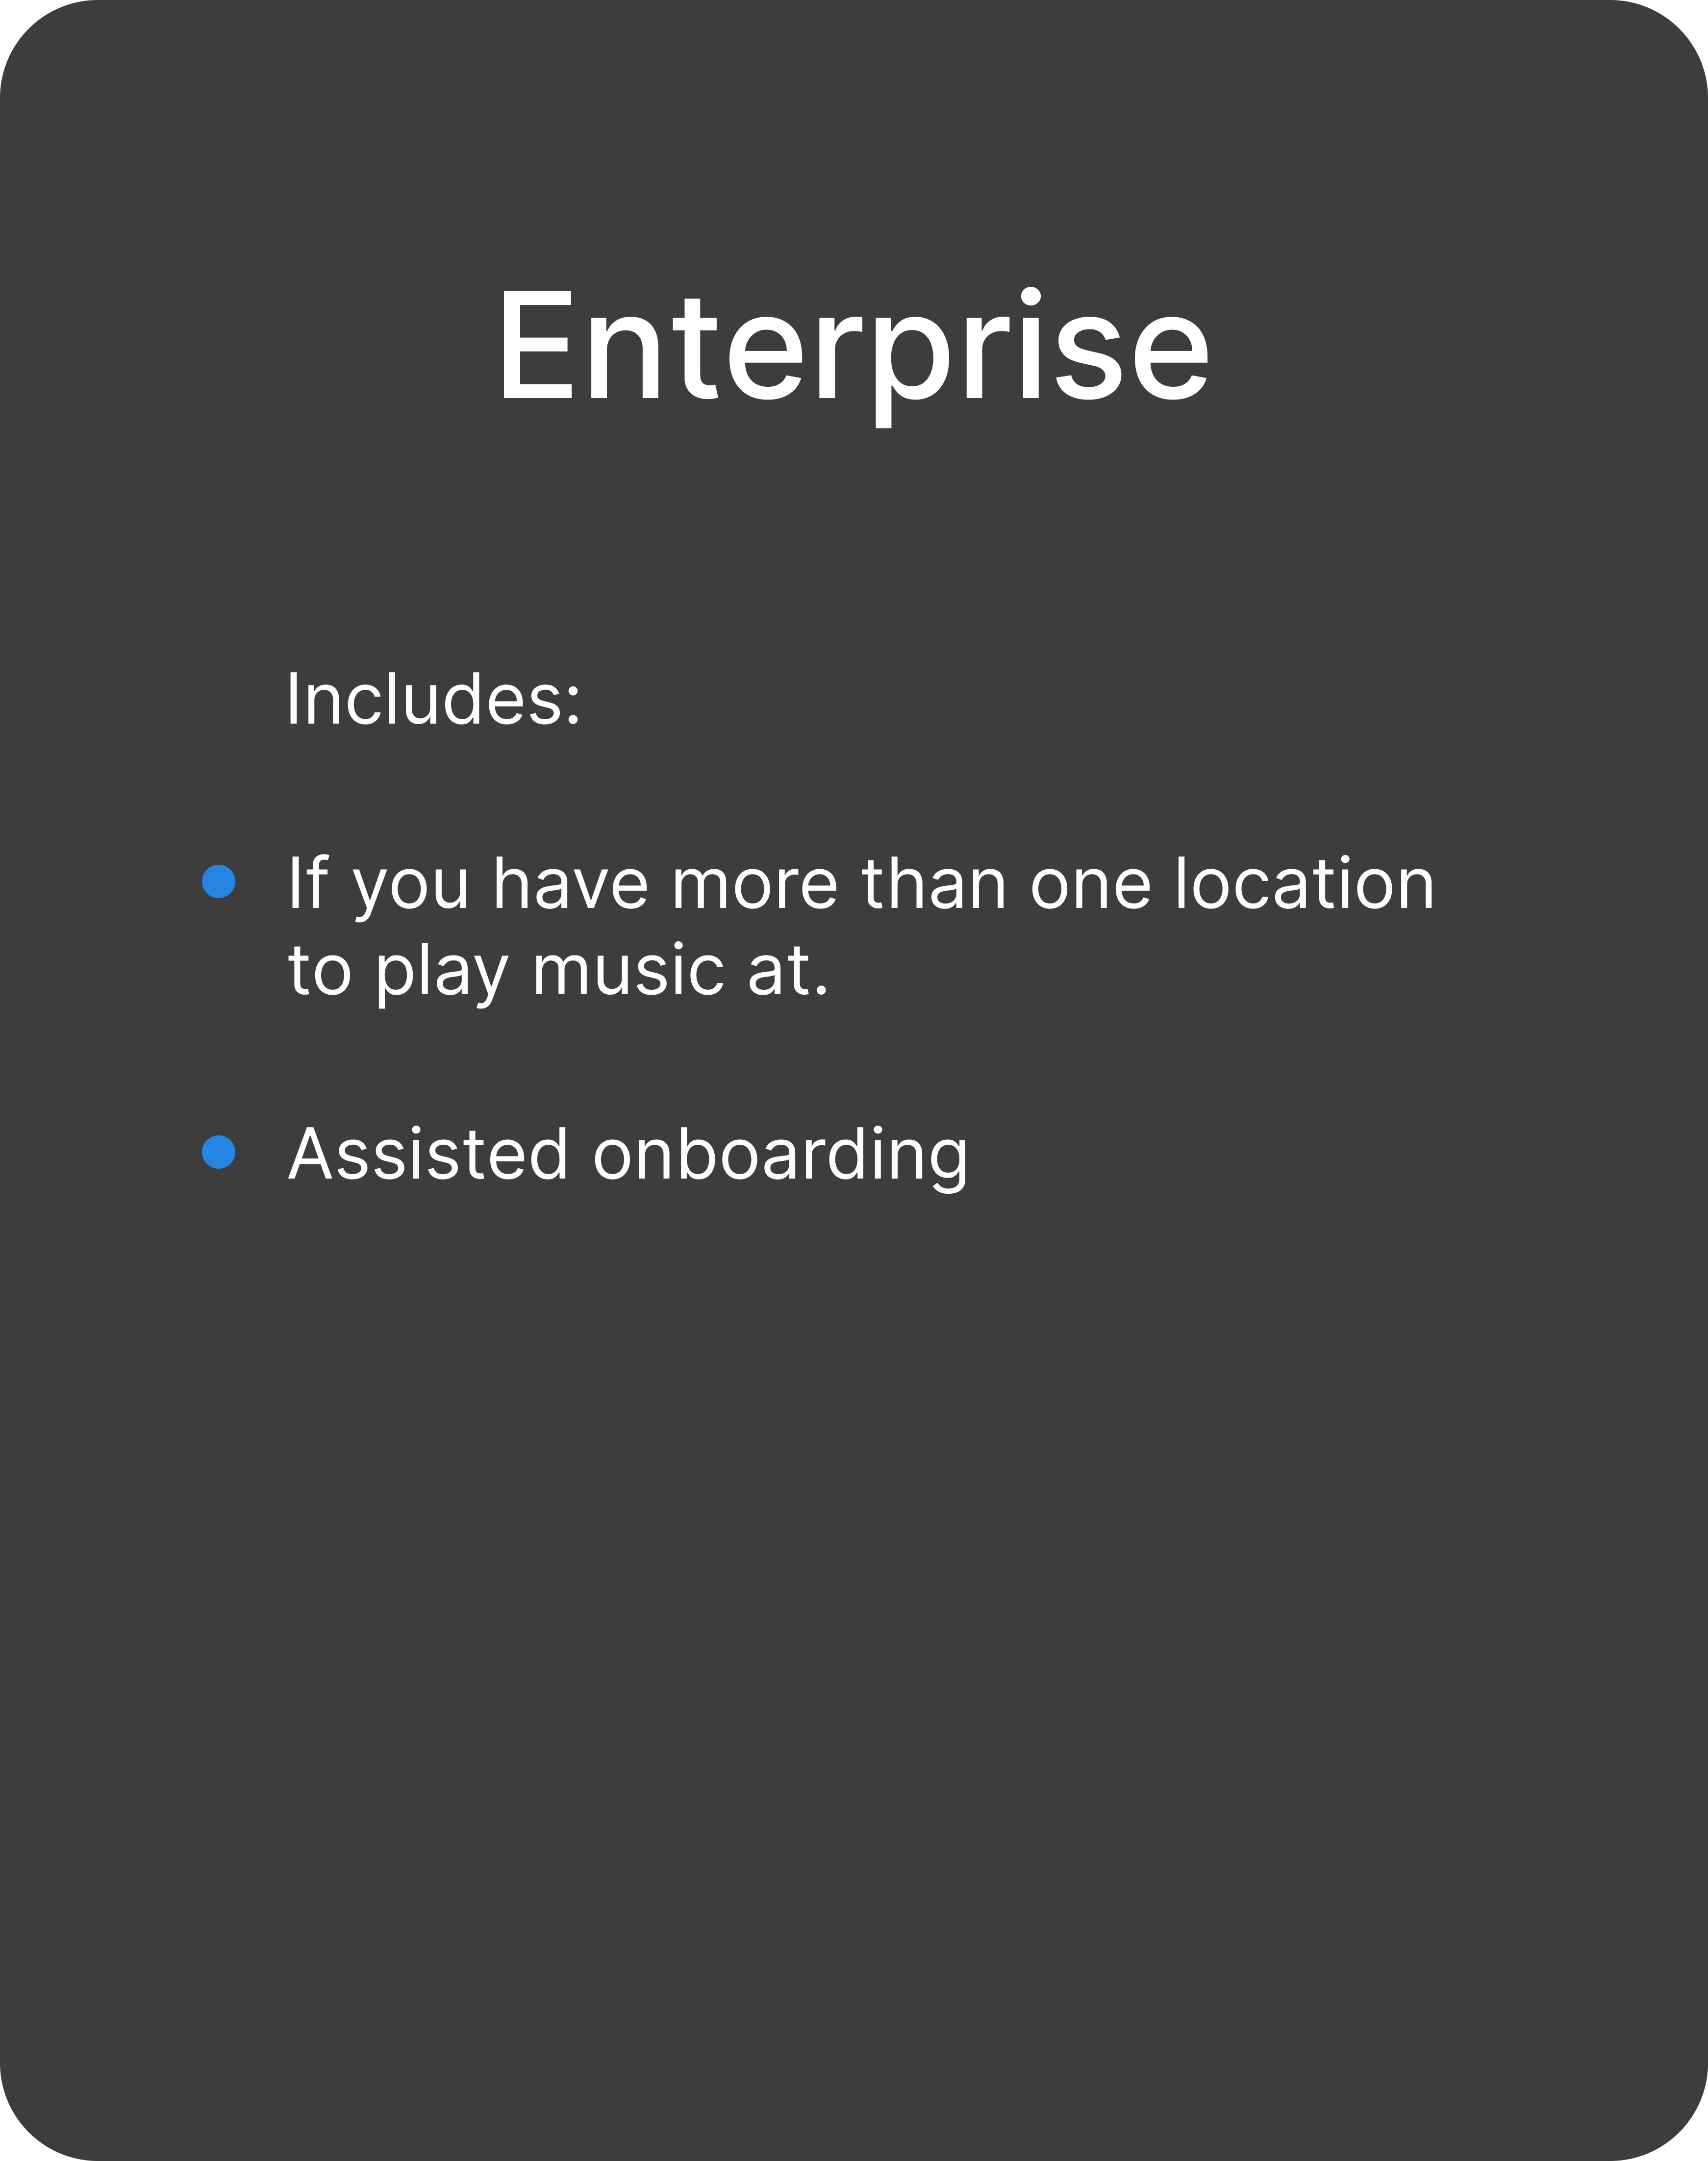 Enterprise
Includes:
If you have more than one location
to play music at.
Assisted onboarding